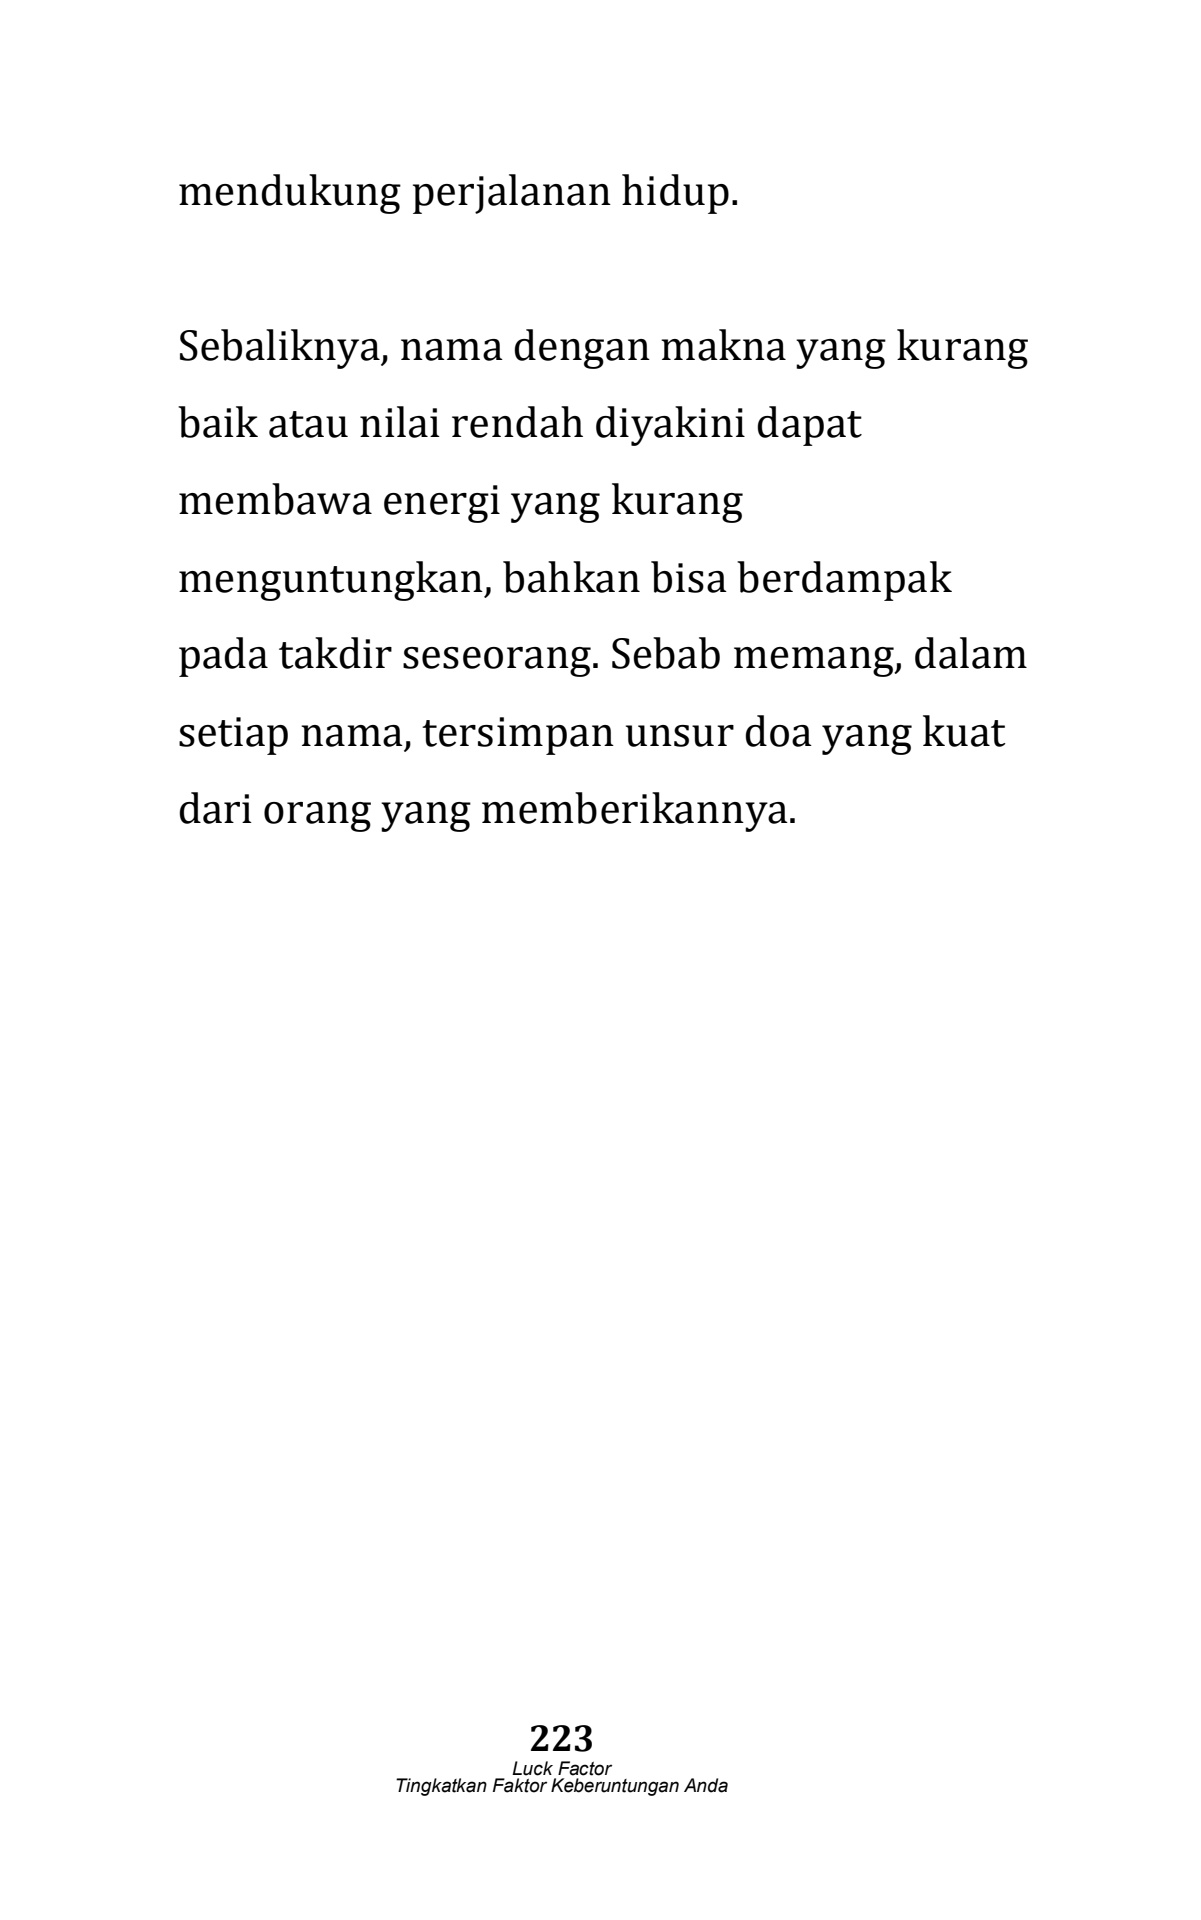 mendukung perjalanan hidup.
Sebaliknya, nama dengan makna yang kurang
baik atau nilai rendah diyakini dapat
membawa energi yang kurang
menguntungkan, bahkan bisa berdampak
pada takdir seseorang. Sebab memang, dalam
setiap nama, tersimpan unsur doa yang kuat
dari orang yang memberikannya.
223
Luck Factor
Tingkatkan Faktor Keberuntungan Anda